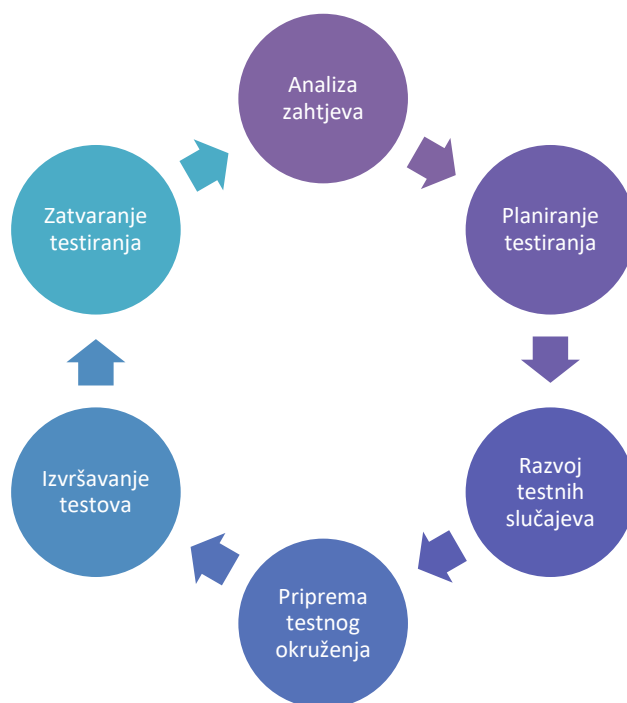 Analiza
zahtjeva
Planiranje
testiranja
Razvoj
testnih
slučajeva
Priprema
testnog
okruženja
Izvršavanje
testova
Zatvaranje
testiranja